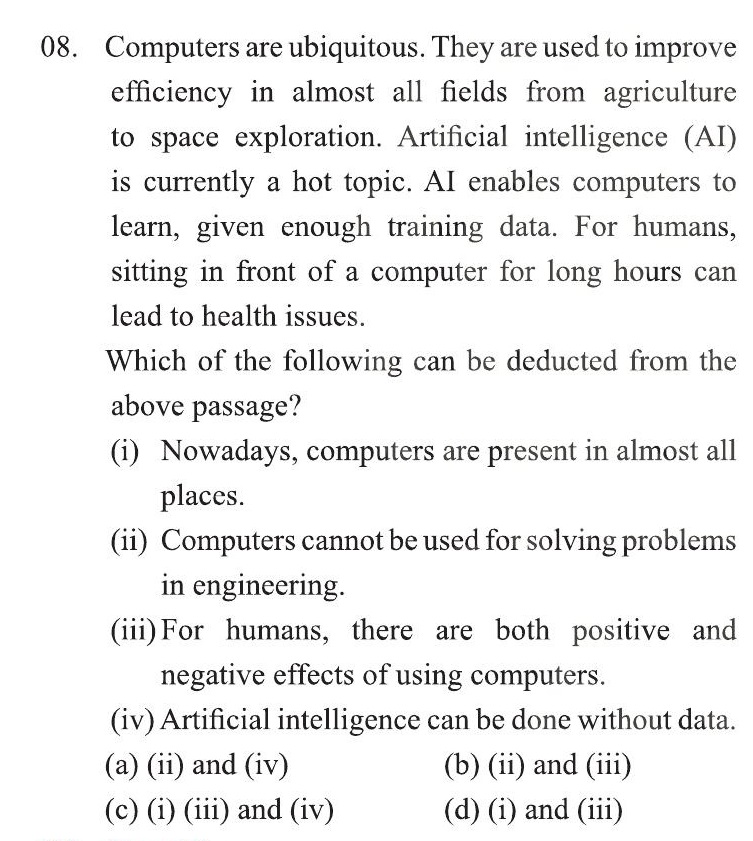 08. Computers are ubiquitous. They are used to improve
efficiency in almost all fields from agriculture
to space exploration. Artificial intelligence (AI)
is currently a hot topic. AI enables computers to
learn, given enough training data. For humans,
sitting in front of a computer for long hours can
lead to health issues.
Which of the following can be deducted from the
above passage?
(i) Nowadays, computers are present in almost all
places.
(ii) Computers cannot be used for solving problems
in engineering.
(iii) For humans, there are both positive and
negative effects of using computers.
(iv) Artificial intelligence can be done without data.
(a) (ii) and (iv) (b) (ii) and (iii)
(c) (i) (iii) and (iv) (d) (i) and (iii)